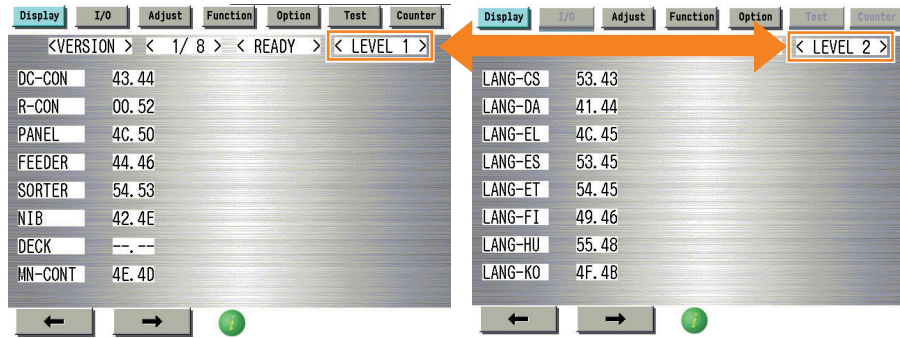 Display I/O Adjust Function Option Test Counter
<VERSION > < 1/ 8 > < READY > < LEVEL 1 >
DC-CON 43.44
R-CON 00.52
PANEL 4C.50
FEEDER 44.46
SORTER 54.53
NIB 42.4E
DECK --.--
MN-CONT 4E.4D
Display I/O Adjust Function Option Test Counter
< LEVEL 2 >
LANG-CS 53.43
LANG-DA 41.44
LANG-EL 4C.45
LANG-ES 53.45
LANG-ET 54.45
LANG-FI 49.46
LANG-HU 55.48
LANG-KO 4F.4B